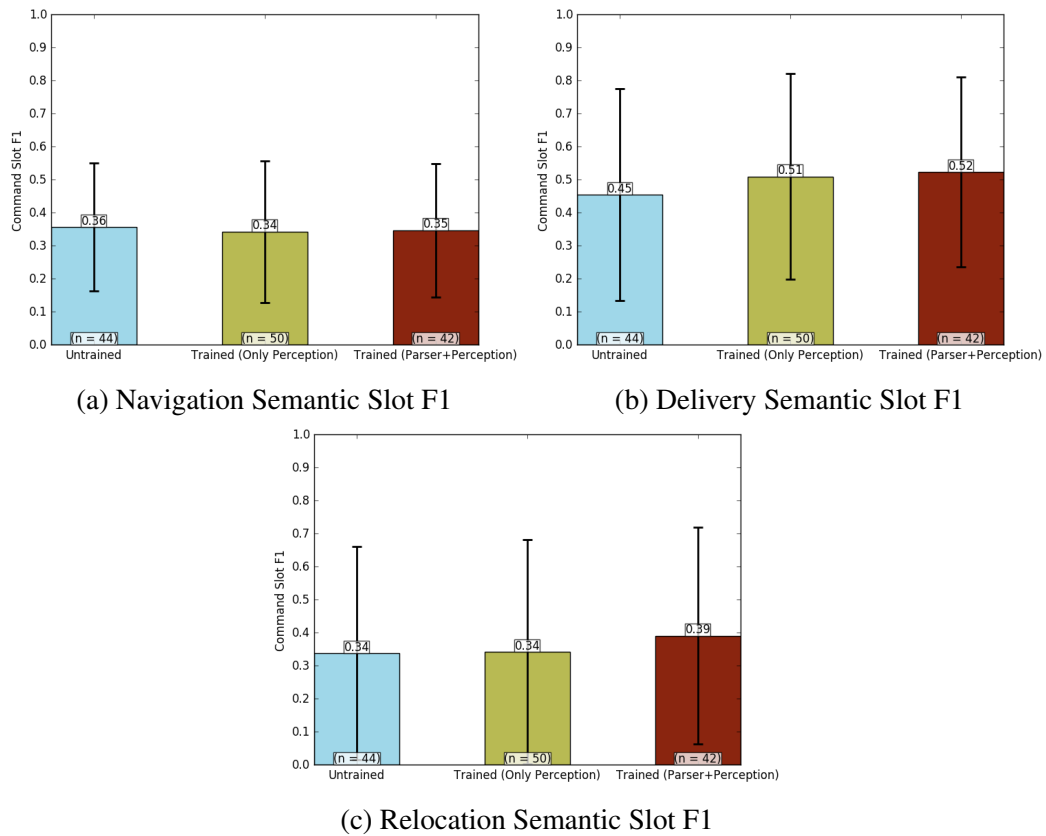 1.0
0.9
0.8
0.7
0.6
0.5
0.4
0.3
0.2
0.1
0.0
Command Slot F1
0.36
0.34
0.35
(n = 44)
(n = 50)
(n = 42)
Untrained
Trained (Only Perception)
Trained (Parser+Perception)
(a) Navigation Semantic Slot F1
1.0
0.9
0.8
0.7
0.6
0.5
0.4
0.3
0.2
0.1
0.0
Command Slot F1
0.45
0.51
0.52
(n = 44)
(n = 50)
(n = 42)
Untrained
Trained (Only Perception)
Trained (Parser+Perception)
(b) Delivery Semantic Slot F1
1.0
0.9
0.8
0.7
0.6
0.5
0.4
0.3
0.2
0.1
0.0
Command Slot F1
0.34
0.34
0.39
(n = 44)
(n = 50)
(n = 42)
Untrained
Trained (Only Perception)
Trained (Parser+Perception)
(c) Relocation Semantic Slot F1